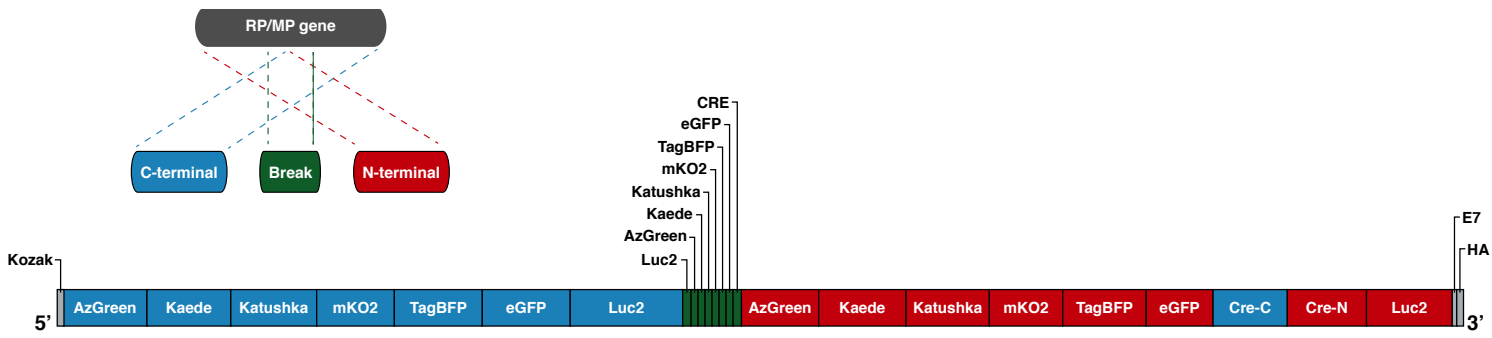 RP/MP gene
C-terminal
Break
N-terminal
CRE
eGFP
TagBFP
mKO2
Katushka
Kaede
AzGreen
Luc2
Kozak
E7
HA
5’ AzGreen Kaede Katushka mKO2 TagBFP eGFP Luc2 AzGreen Kaede Katushka mKO2 TagBFP eGFP Cre-C Cre-N Luc2 3’